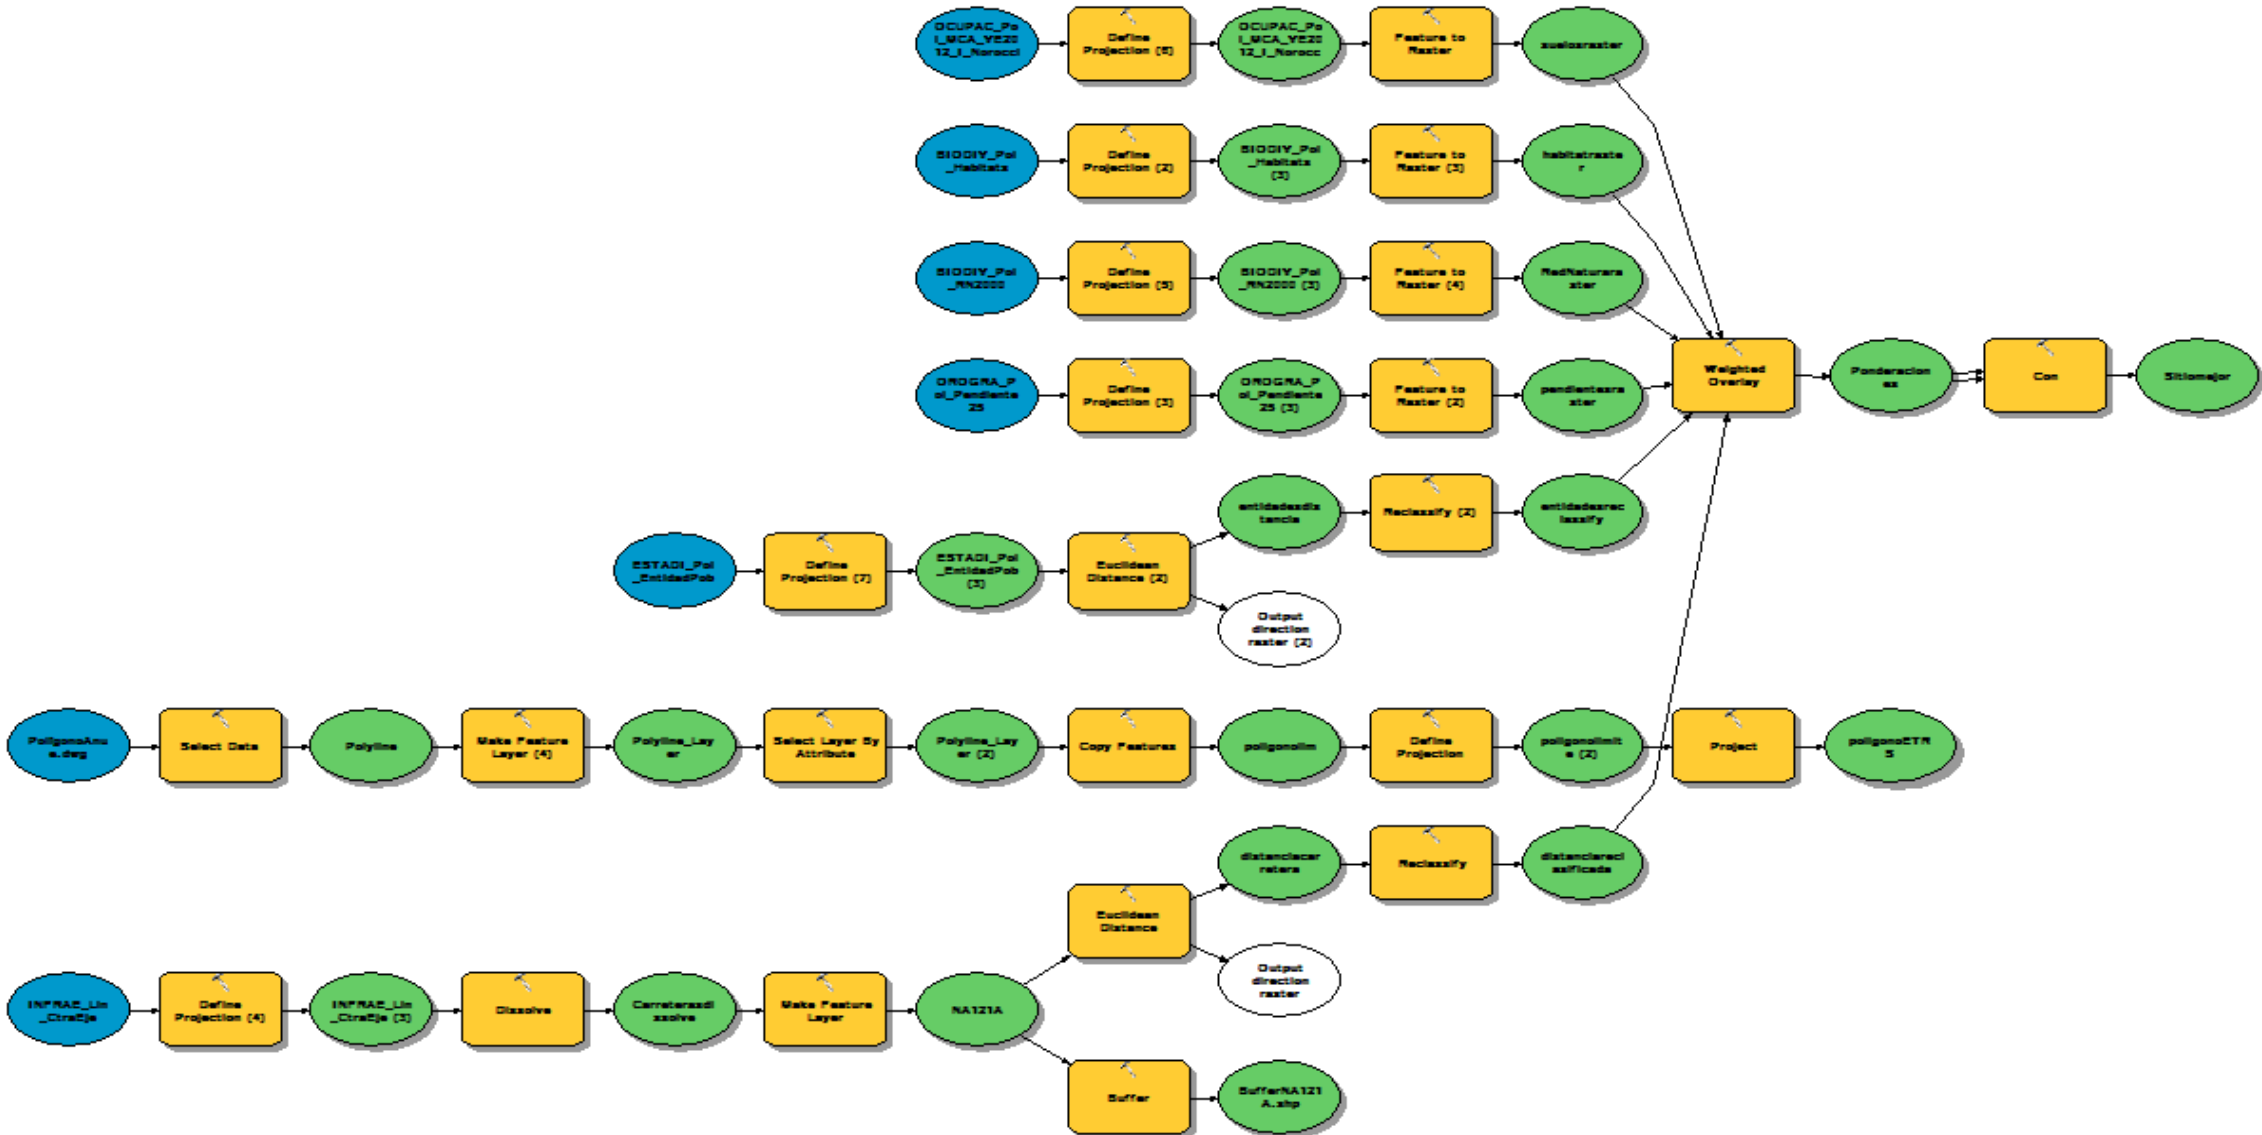 OCUPAC_Po
l_MCA_VE20
12_I_Norocci
Define
Projection (6)
OCUPAC_Po
l_MCA_VE20
12_I_Norocc
Feature to
Raster
suelosraster
BIODIV_Pol
_Habitats
Define
Projection (2)
BIODIV_Pol
_Habitats
(3)
Feature to
Raster (3)
habitatraste
r
BIODIV_Pol
_RN2000
Define
Projection (5)
BIODIV_Pol
_RN2000 (3)
Feature to
Raster (4)
RedNaturara
ster
OROGRA_P
ol_Pendiente
25
Define
Projection (3)
OROGRA_P
ol_Pendiente
25 (3)
Feature to
Raster (2)
pendientesra
ster
Weighted
Overlay
Ponderacion
es
Con
Sitiomejor
entidadesdis
tancia
Reclassify (2)
entidadesrec
lassify
ESTADI_Pol
_EntidadPob
Define
Projection (7)
ESTADI_Pol
_EntidadPob
(3)
Euclidean
Distance (2)
Output
direction
raster (2)
PoligonoAnu
e.dwg
Select Data
Polyline
Make Feature
Layer (4)
Polyline_Lay
er
Select Layer By
Attribute
Polyline_Lay
er (2)
Copy Features
poligonolim
Define
Projection
poligonolimit
e (2)
Project
poligonoETR
S
distanciacar
retera
Reclassify
distanciarecl
asificada
Euclidean
Distance
Output
direction
raster
INFRAE_Lin
_CtraEje
Define
Projection (4)
INFRAE_Lin
_CtraEje (3)
Dissolve
Carreterasdi
ssolve
Make Feature
Layer
NA121A
Buffer
BufferNA121
A.shp